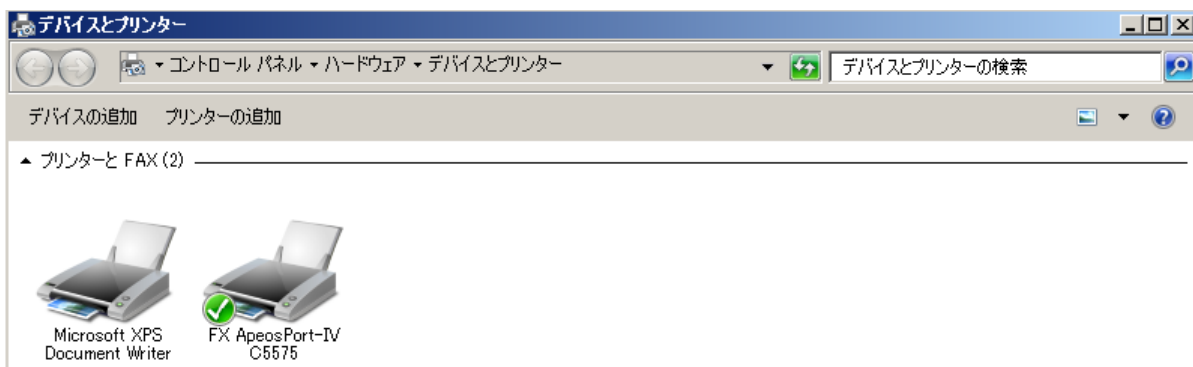 デバイスとプリンター
コントロール パネル ハードウェア デバイスとプリンター デバイスとプリンターの検索
デバイスの追加 プリンターの追加
プリンターと FAX (2)
Microsoft XPS
Document Writer
FX ApeosPort-IV
C5575